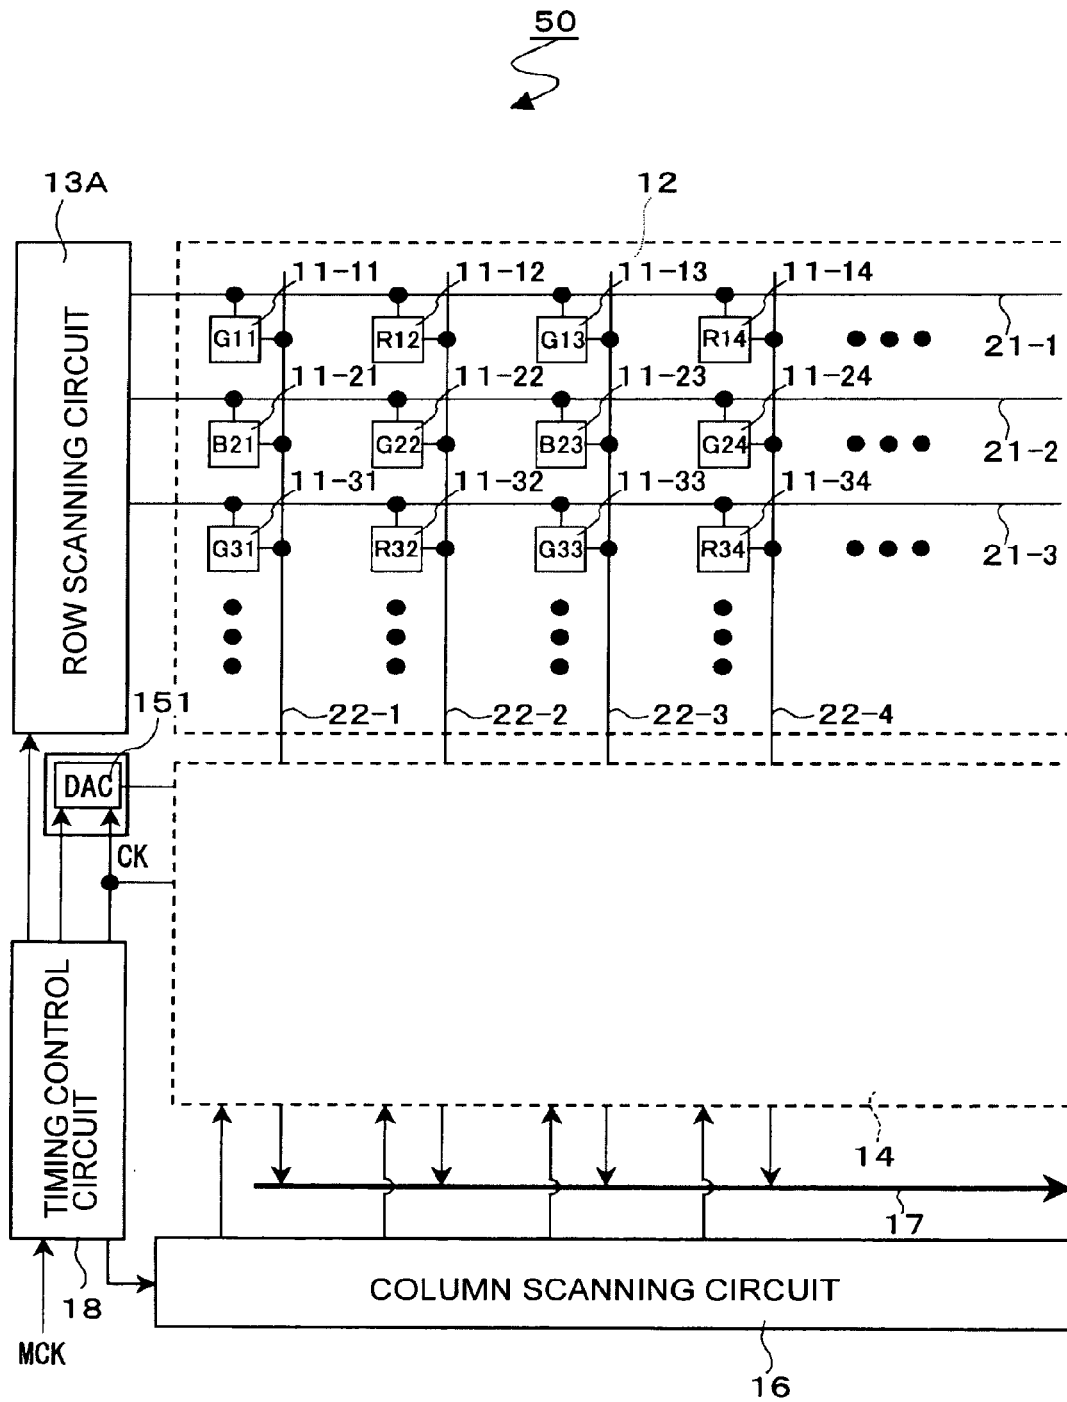 50
13A
12
ROW SCANNING CIRCUIT
11-11 11-12 11-13 11-14
G11 R12 G13 R14
21-1
11-21 11-22 11-23 11-24
B21 G22 B23 G24
21-2
11-31 11-32 11-33 11-34
G31 R32 G33 R34
21-3
151
22-1 22-2 22-3 22-4
DAC
CK
TIMING CONTROL
CIRCUIT
14
17
18
COLUMN SCANNING CIRCUIT
MCK
16